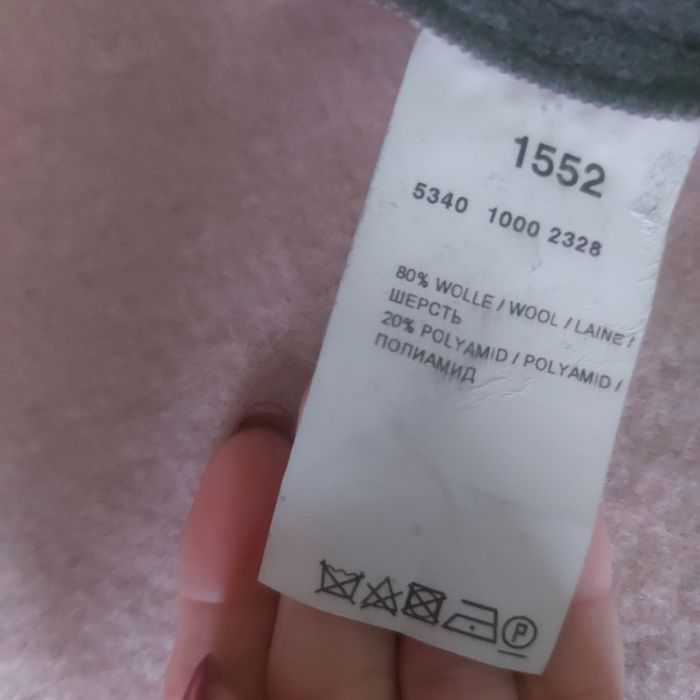 1552
5340 1000 2328
80% WOLLE / WOOL / LAINE /
ШЕРСТЬ
20% POLYAMID / POLYAMID /
ПОЛИАМИД
P